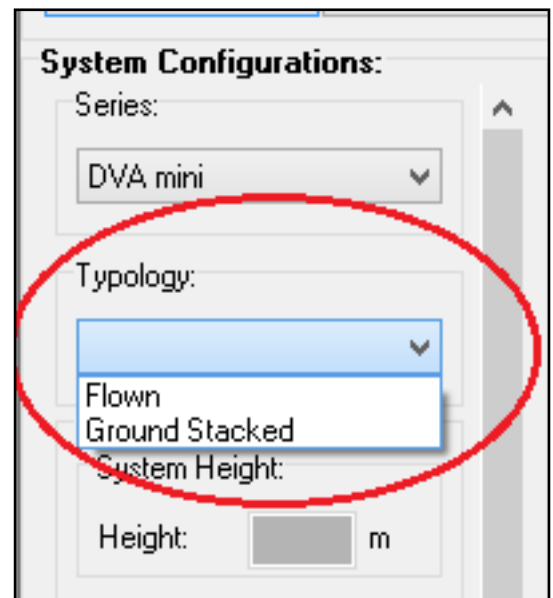 System Configurations:
Series:
DVA mini
Typology:
Flown
Ground Stacked
System Height:
Height: m